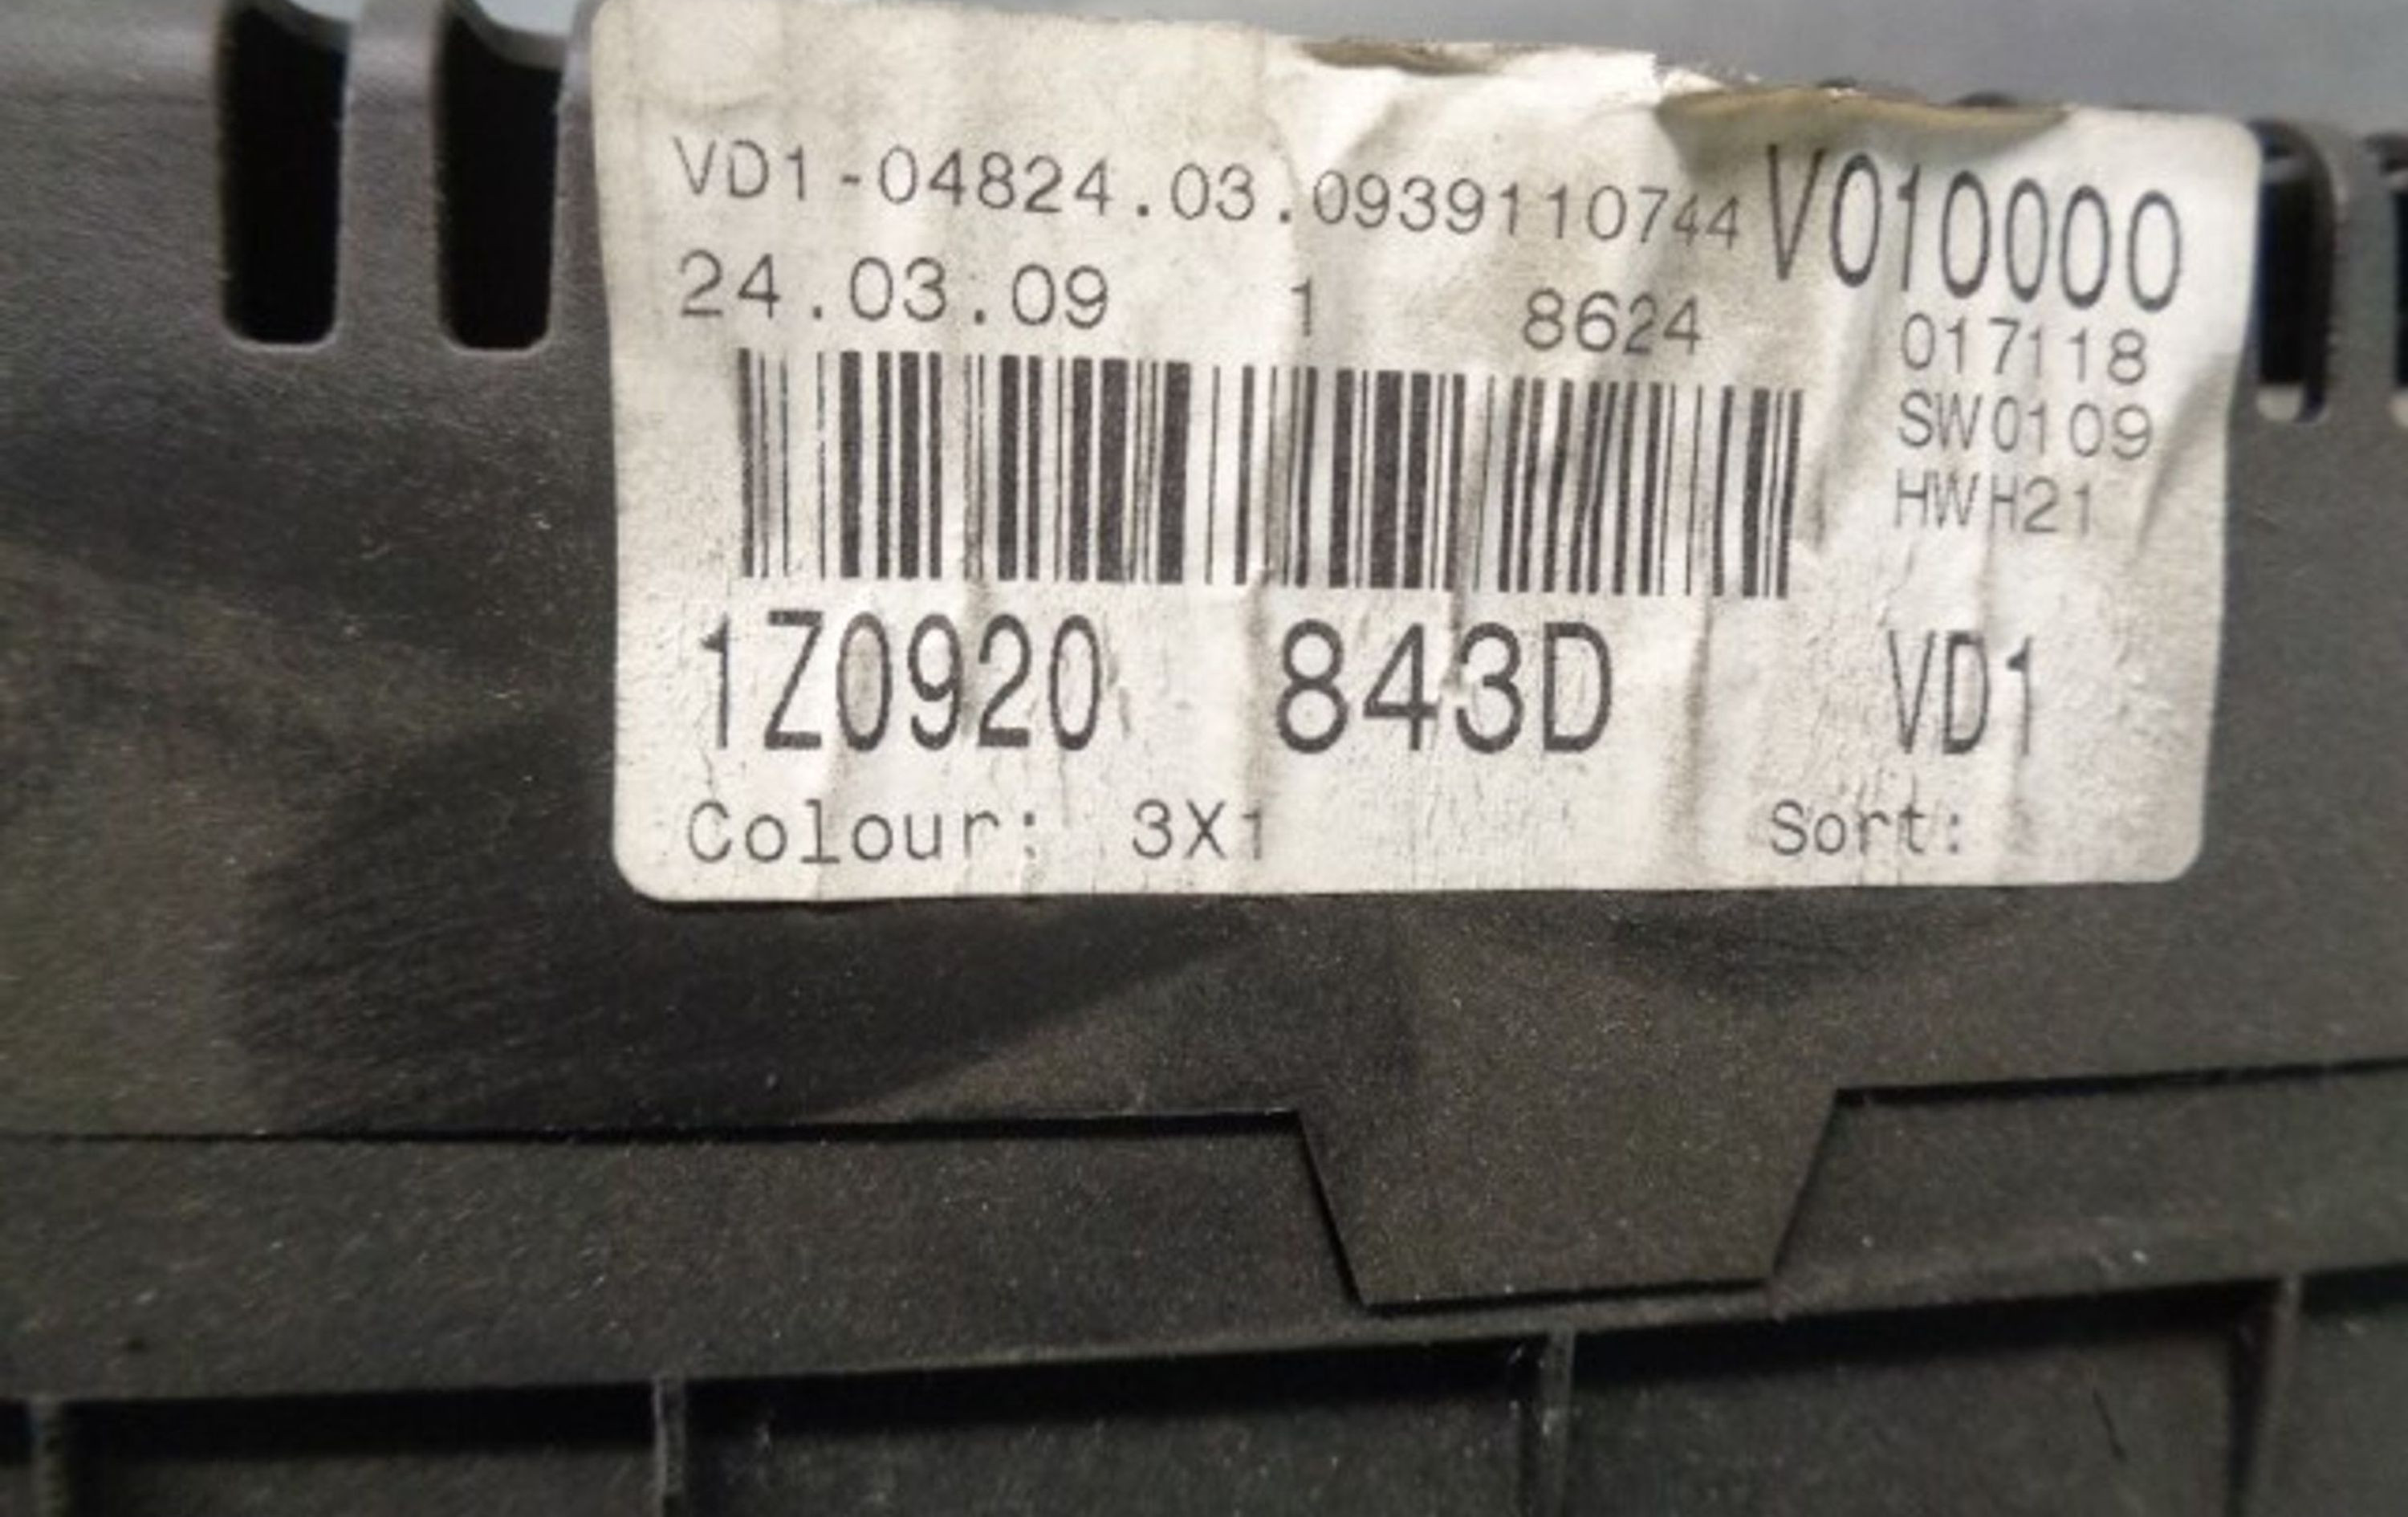 VD1-04824.03.0939110744 V010000
24.03.09 1 8624
017118
SW0109
HWH21
1Z0920 843D VD1
Colour: 3X1 Sort: